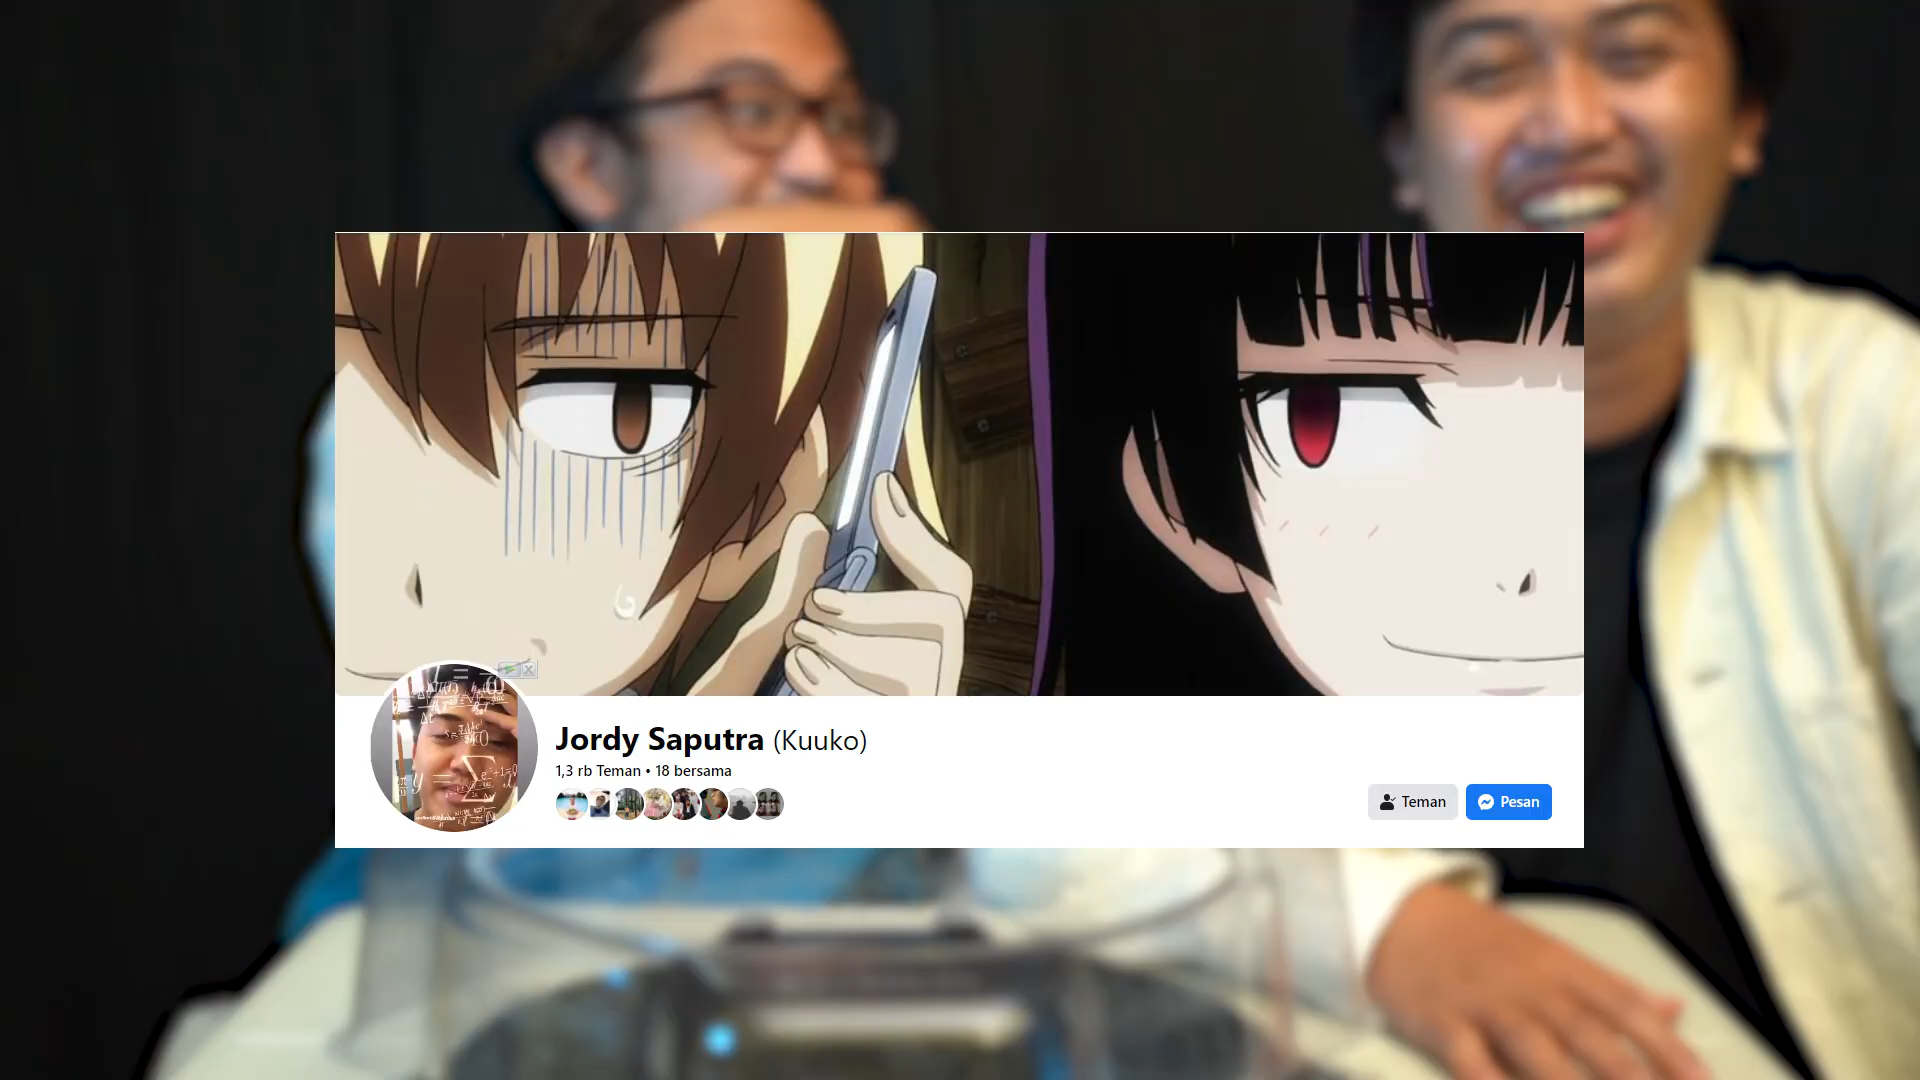 Jordy Saputra (Kuuko)
1,3 rb Teman • 18 bersama
Teman
Pesan